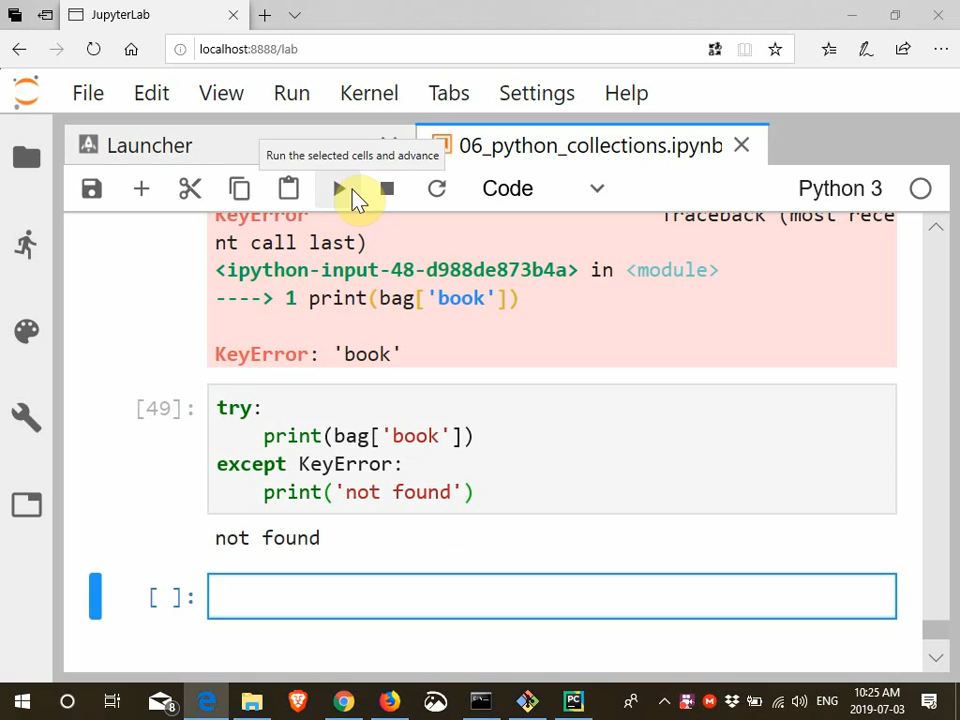 JupyterLab
localhost:8888/lab
File Edit View Run Kernel Tabs Settings Help
Launcher
06_python_collections.ipynb
Run the selected cells and advance
Code
Python 3
KeyError Traceback (most rece
nt call last)
<ipython-input-48-d988de873b4a> in <module>
----> 1 print(bag['book'])
KeyError: 'book'
[49]:
try:
print(bag['book'])
except KeyError:
print('not found')
not found
[ ]:
8
PC
ENG
10:25 AM
2019-07-03